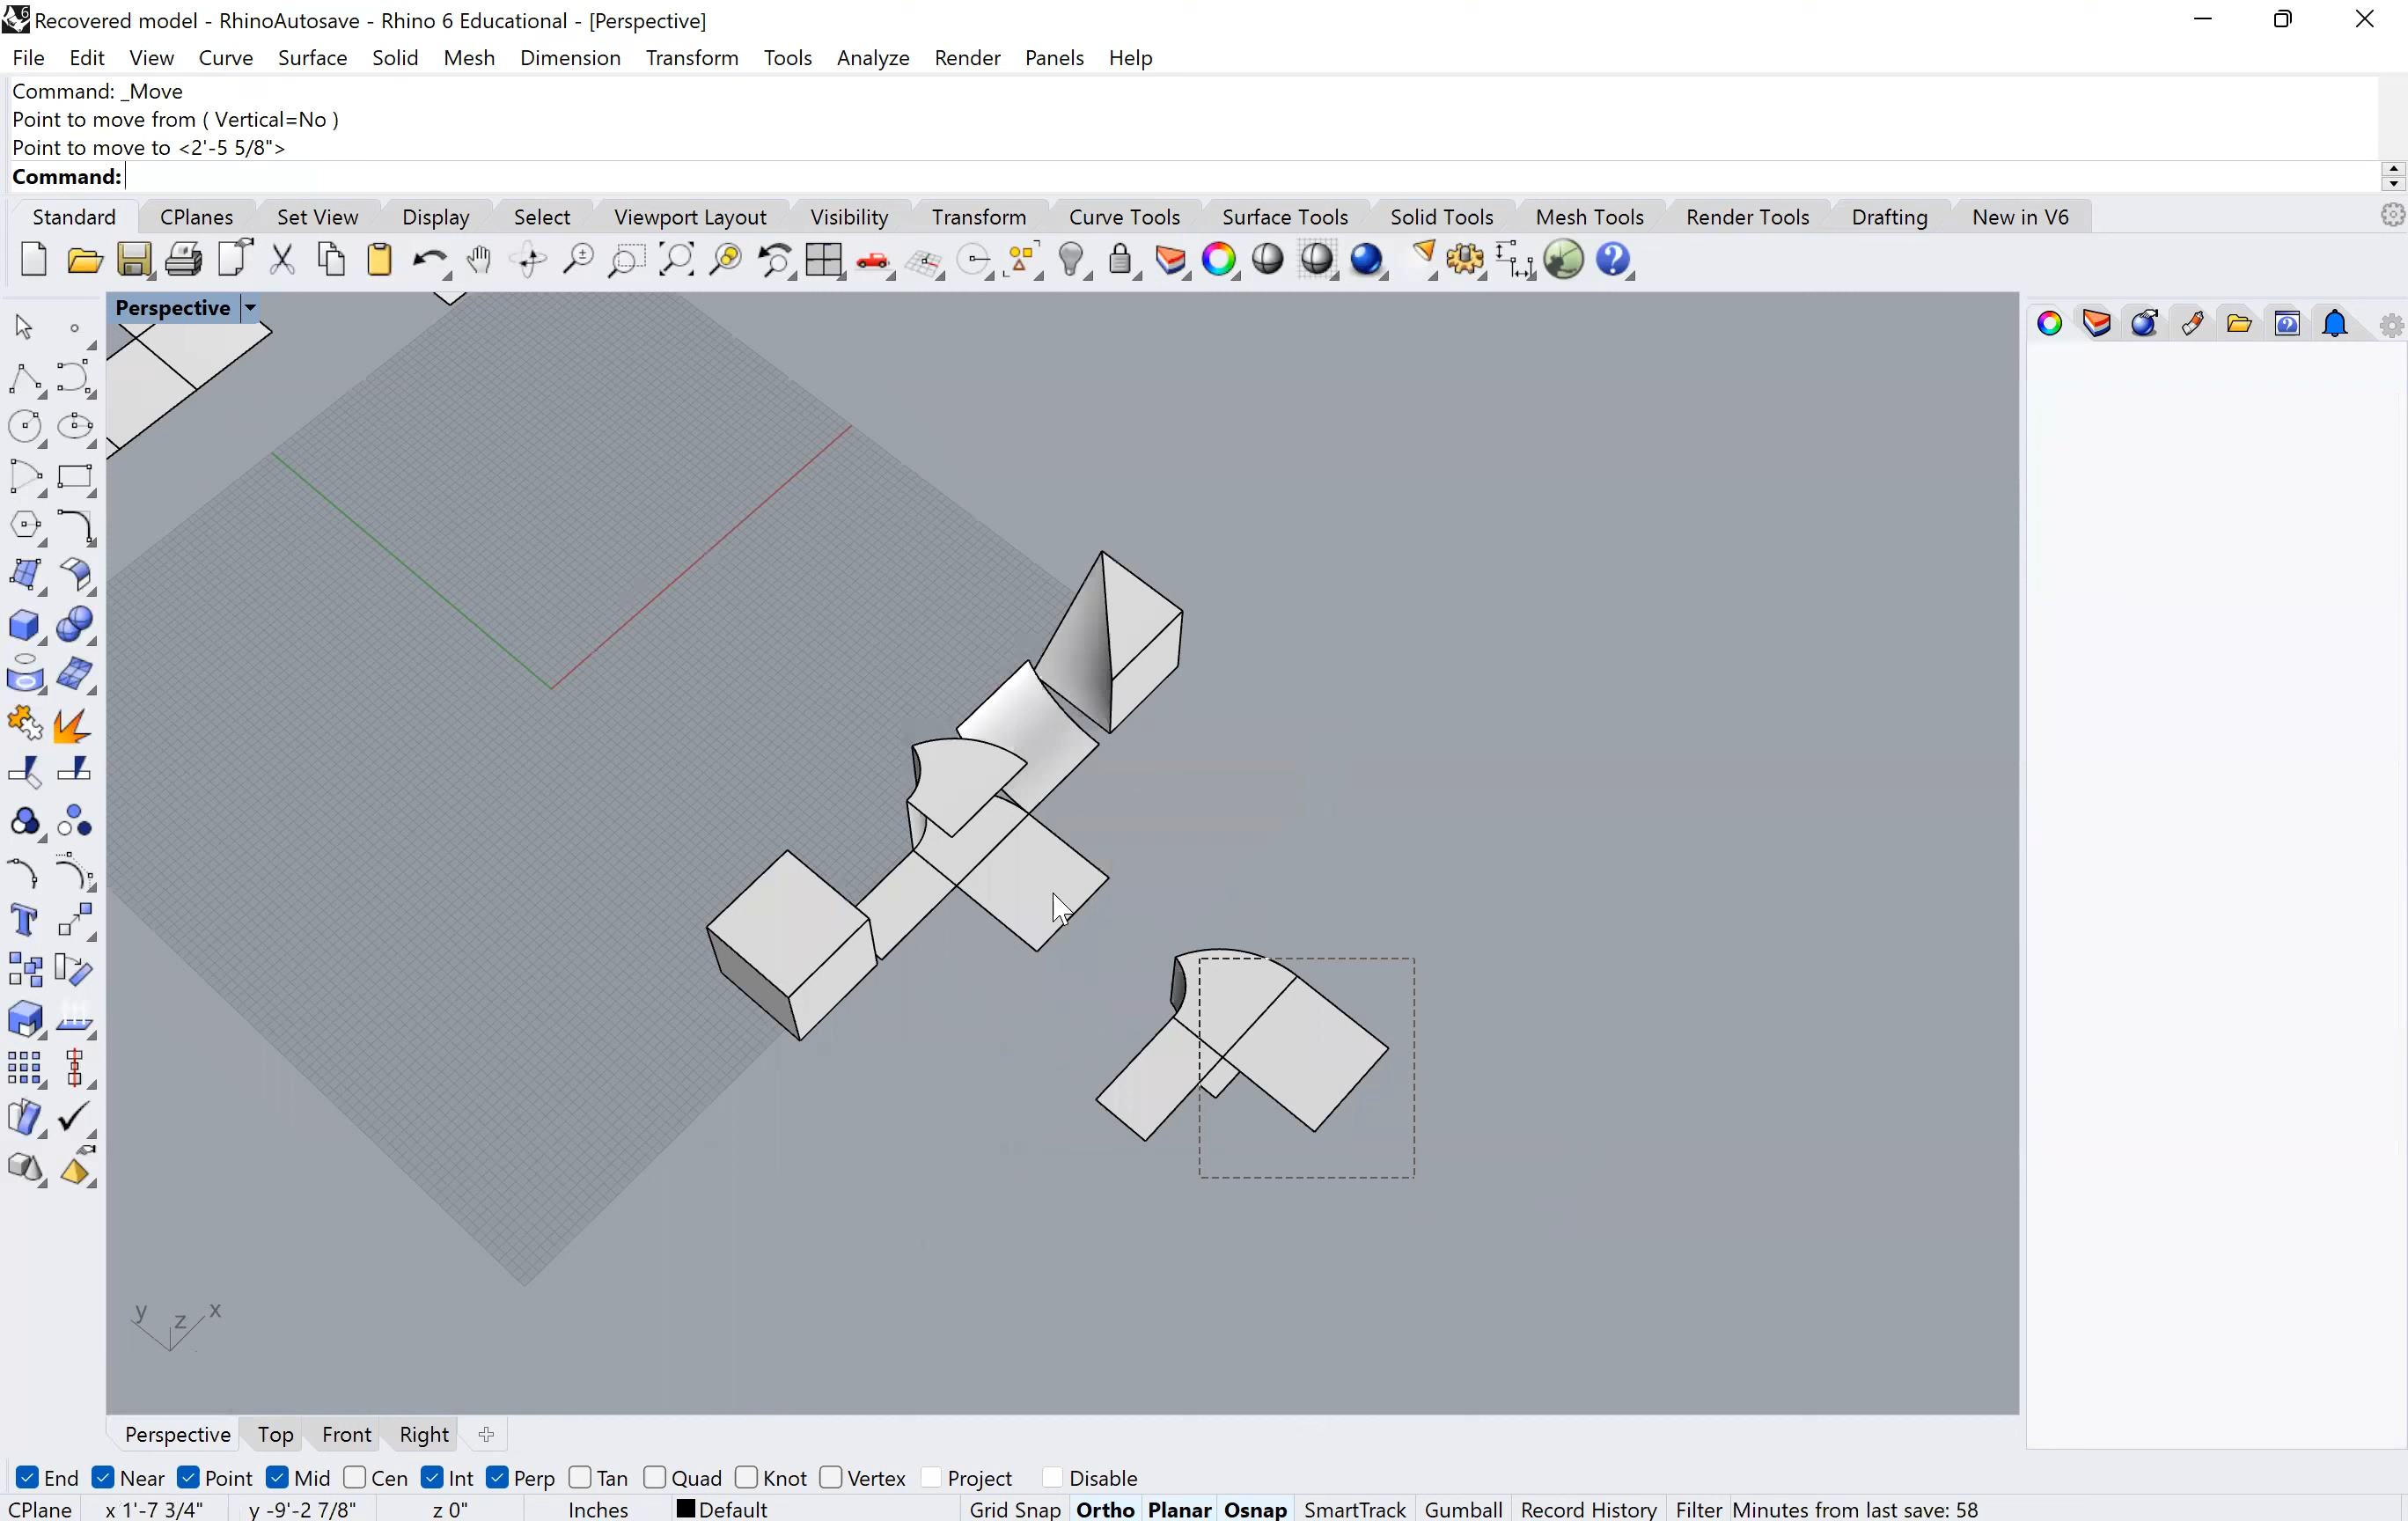 Recovered model - RhinoAutosave - Rhino 6 Educational - [Perspective]
File Edit View Curve Surface Solid Mesh Dimension Transform Tools Analyze Render Panels Help
Command: _Move
Point to move from ( Vertical=No )
Point to move to <2'-5 5/8">
Command:
Standard CPlanes Set View Display Select Viewport Layout Visibility Transform Curve Tools Surface Tools Solid Tools Mesh Tools Render Tools Drafting New in V6
Perspective
y z x
Perspective Top Front Right
End Near Point Mid Cen Int Perp Tan Quad Knot Vertex Project Disable
CPlane x 1'-7 3/4" y -9'-2 7/8" z 0" Inches Default Grid Snap Ortho Planar Osnap SmartTrack Gumball Record History Filter Minutes from last save: 58